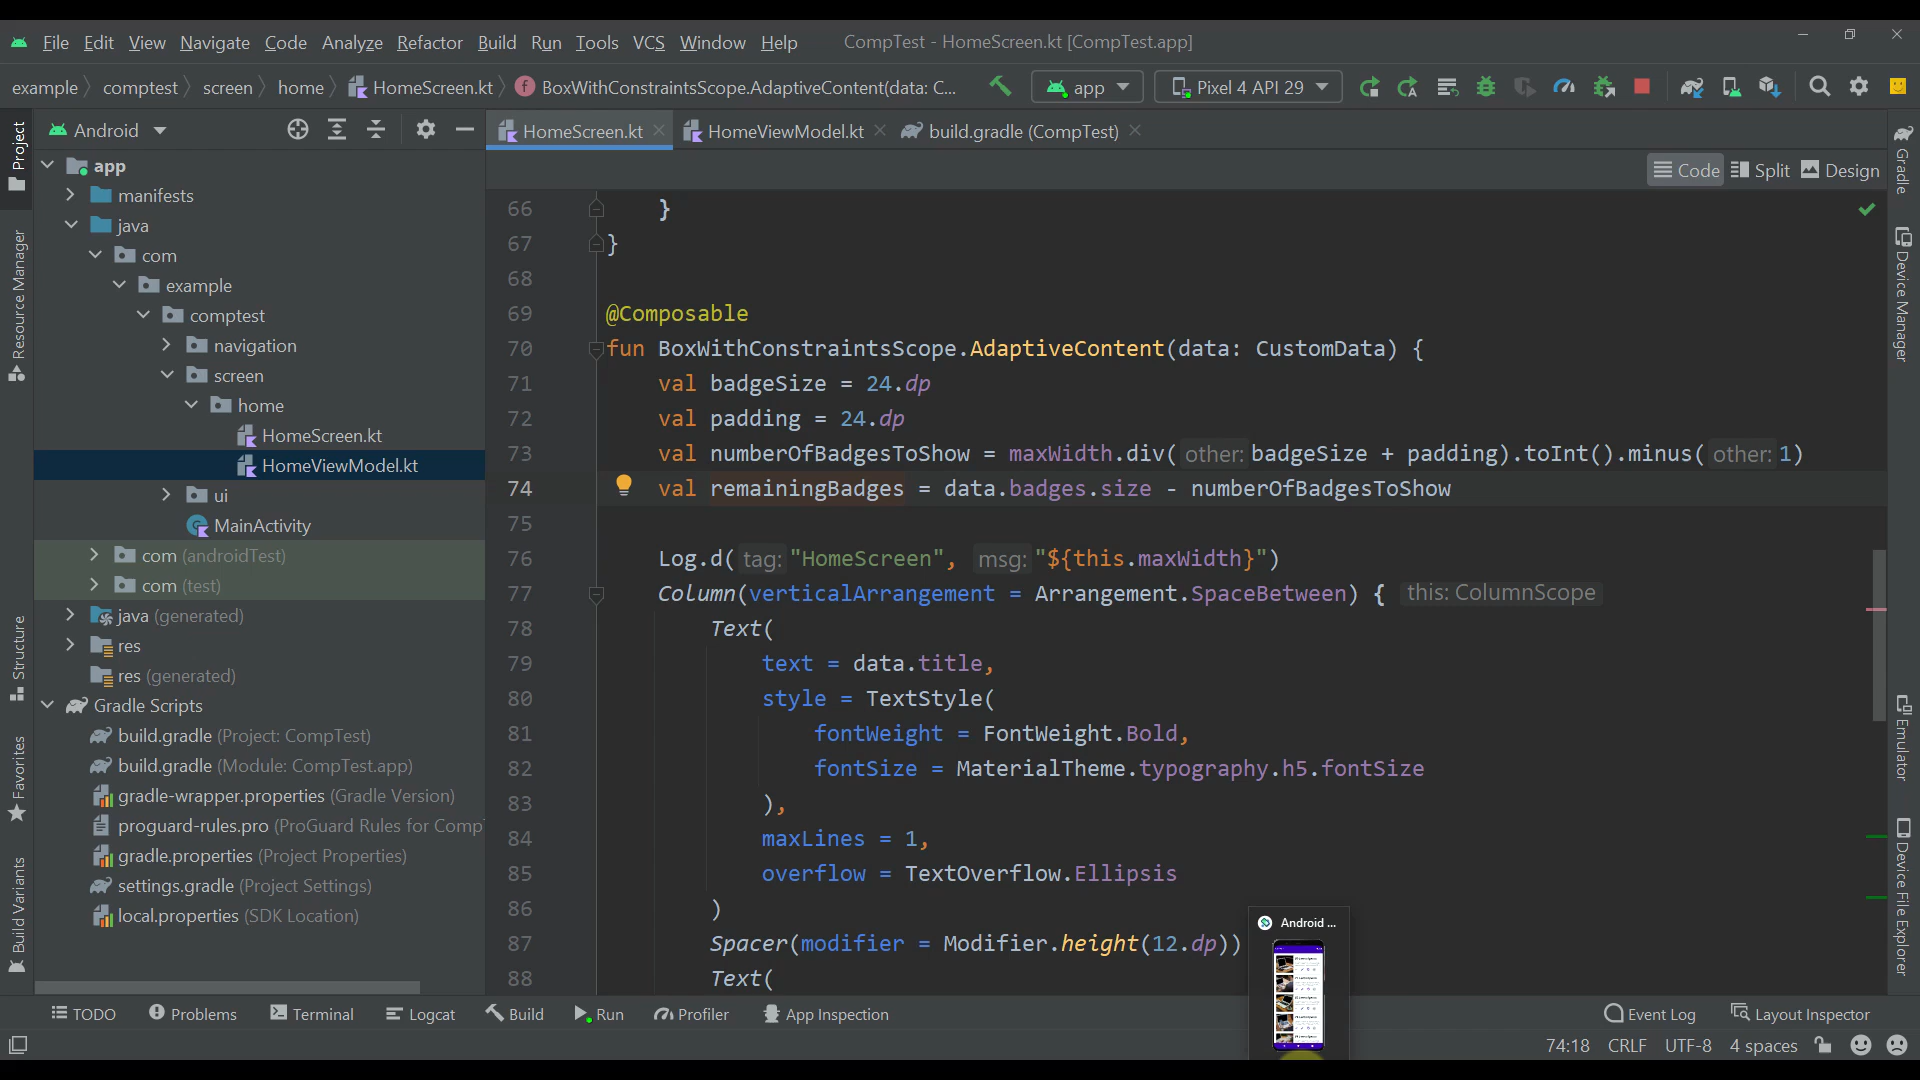 File Edit View Navigate Code Analyze Refactor Build Run Tools VCS Window Help CompTest - HomeScreen.kt [CompTest.app]
example comptest screen home HomeScreen.kt BoxWithConstraintsScope.AdaptiveContent(data: C... app Pixel 4 API 29
Project
Android
HomeScreen.kt HomeViewModel.kt build.gradle (CompTest)
Code Split Design
app
manifests
java
com
example
comptest
navigation
screen
home
HomeScreen.kt
HomeViewModel.kt
ui
MainActivity
com (androidTest)
com (test)
java (generated)
res
res (generated)
Gradle Scripts
build.gradle (Project: CompTest)
build.gradle (Module: CompTest.app)
gradle-wrapper.properties (Gradle Version)
proguard-rules.pro (ProGuard Rules for Comp
gradle.properties (Project Properties)
settings.gradle (Project Settings)
local.properties (SDK Location)
Resource Manager
Structure
Favorites
Build Variants
66 }
67 }
68
69 @Composable
70 fun BoxWithConstraintsScope.AdaptiveContent(data: CustomData) {
71 val badgeSize = 24.dp
72 val padding = 24.dp
73 val numberOfBadgesToShow = maxWidth.div( other: badgeSize + padding).toInt().minus( other: 1)
74 val remainingBadges = data.badges.size - numberOfBadgesToShow
75
76 Log.d( tag: "HomeScreen", msg: "${this.maxWidth}")
77 Column(verticalArrangement = Arrangement.SpaceBetween) { this: ColumnScope
78 Text(
79 text = data.title,
80 style = TextStyle(
81 fontWeight = FontWeight.Bold,
82 fontSize = MaterialTheme.typography.h5.fontSize
83 ),
84 maxLines = 1,
85 overflow = TextOverflow.Ellipsis
86 )
87 Spacer(modifier = Modifier.height(12.dp))
88 Text(
Android ...
Gradle
Device Manager
Emulator
Device File Explorer
TODO Problems Terminal Logcat Build Run Profiler App Inspection Event Log Layout Inspector
74:18 CRLF UTF-8 4 spaces